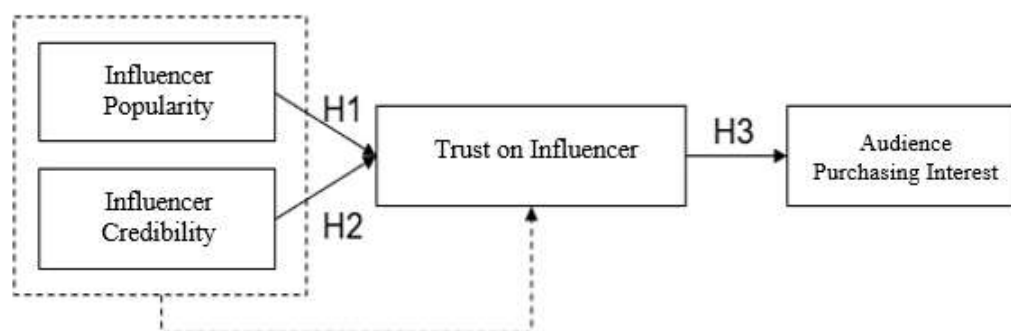 Influencer
Popularity
H1
Influencer
Credibility
H2
Trust on Influencer
H3
Audience
Purchasing Interest